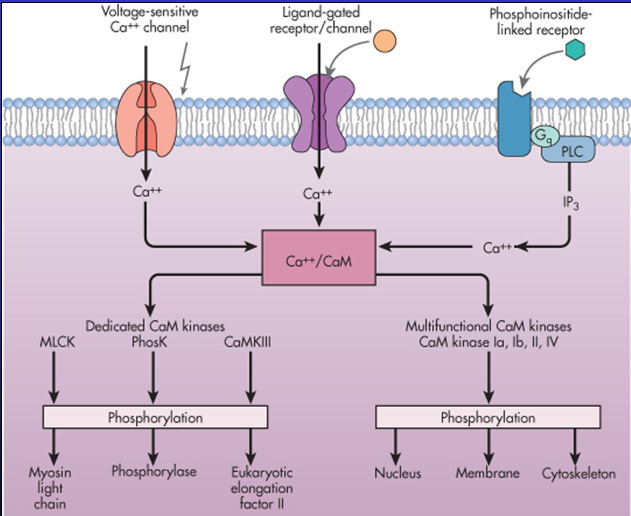 Voltage-sensitive
Ca++ channel
Ligand-gated
receptor/channel
Phosphoinositide-
linked receptor
Gq
PLC
Ca++
Ca++
IP3
Ca++
Ca++/CaM
Dedicated CaM kinases
MLCK PhosK CaMKIII
Multifunctional CaM kinases
CaM kinase Ia, Ib, II, IV
Phosphorylation
Phosphorylation
Myosin
light
chain
Phosphorylase
Eukaryotic
elongation
factor II
Nucleus
Membrane
Cytoskeleton